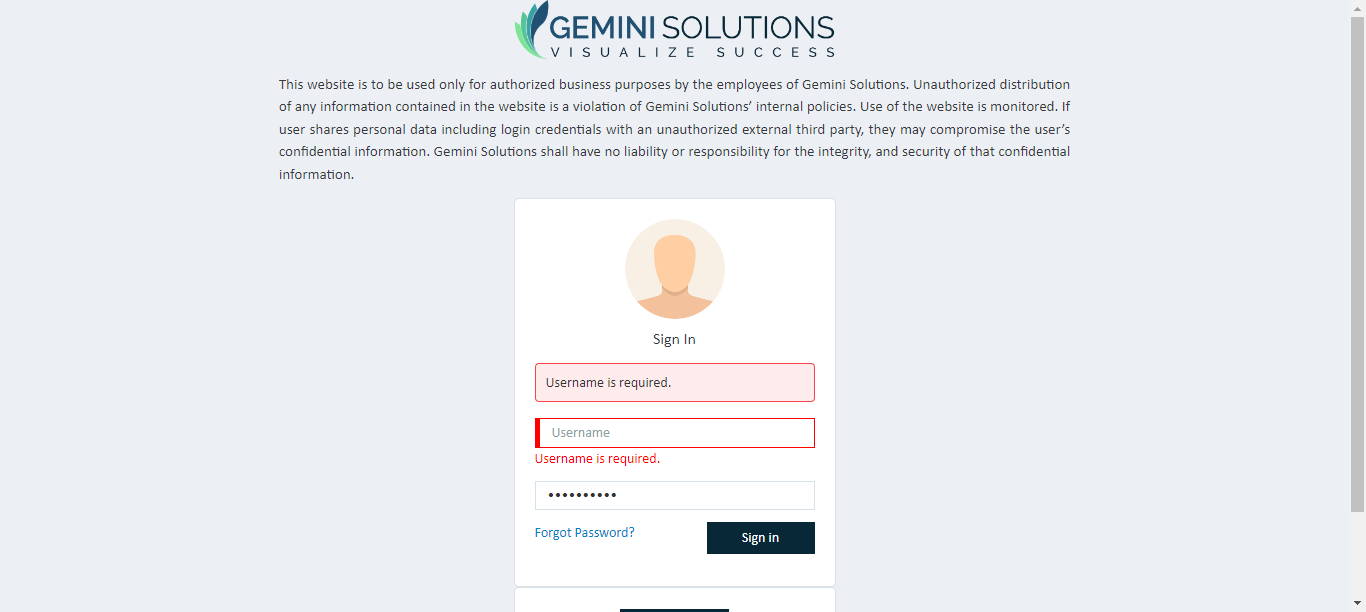 GEMINI SOLUTIONS
VISUALIZE SUCCESS
This website is to be used only for authorized business purposes by the employees of Gemini Solutions. Unauthorized distribution
of any information contained in the website is a violation of Gemini Solutions’ internal policies. Use of the website is monitored. If
user shares personal data including login credentials with an unauthorized external third party, they may compromise the user’s
confidential information. Gemini Solutions shall have no liability or responsibility for the integrity, and security of that confidential
information.
Sign In
Username is required.
Username
Username is required.
••••••••••
Forgot Password?
Sign in